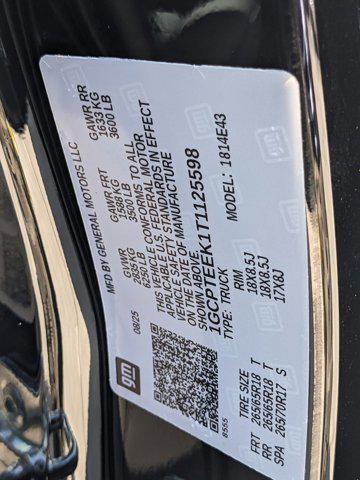 MFD BY GENERAL MOTORS LLC
08/25
GVWR
2835 KG
6250 LB
GAWR FRT
1588 KG
3500 LB
GAWR RR
1633 KG
3600 LB
THIS VEHICLE CONFORMS TO ALL
APPLICABLE U.S. FEDERAL MOTOR
VEHICLE SAFETY STANDARDS IN EFFECT
ON THE DATE OF MANUFACTURE
SHOWN ABOVE.
1GCPTEEK1T1125598
TYPE: TRUCK
MODEL: 1814E43
gm
8555
TIRE SIZE RIM
FRT 265/65R18 T 18X8.5J
RR 265/65R18 T 18X8.5J
SPA 265/70R17 S 17X8J